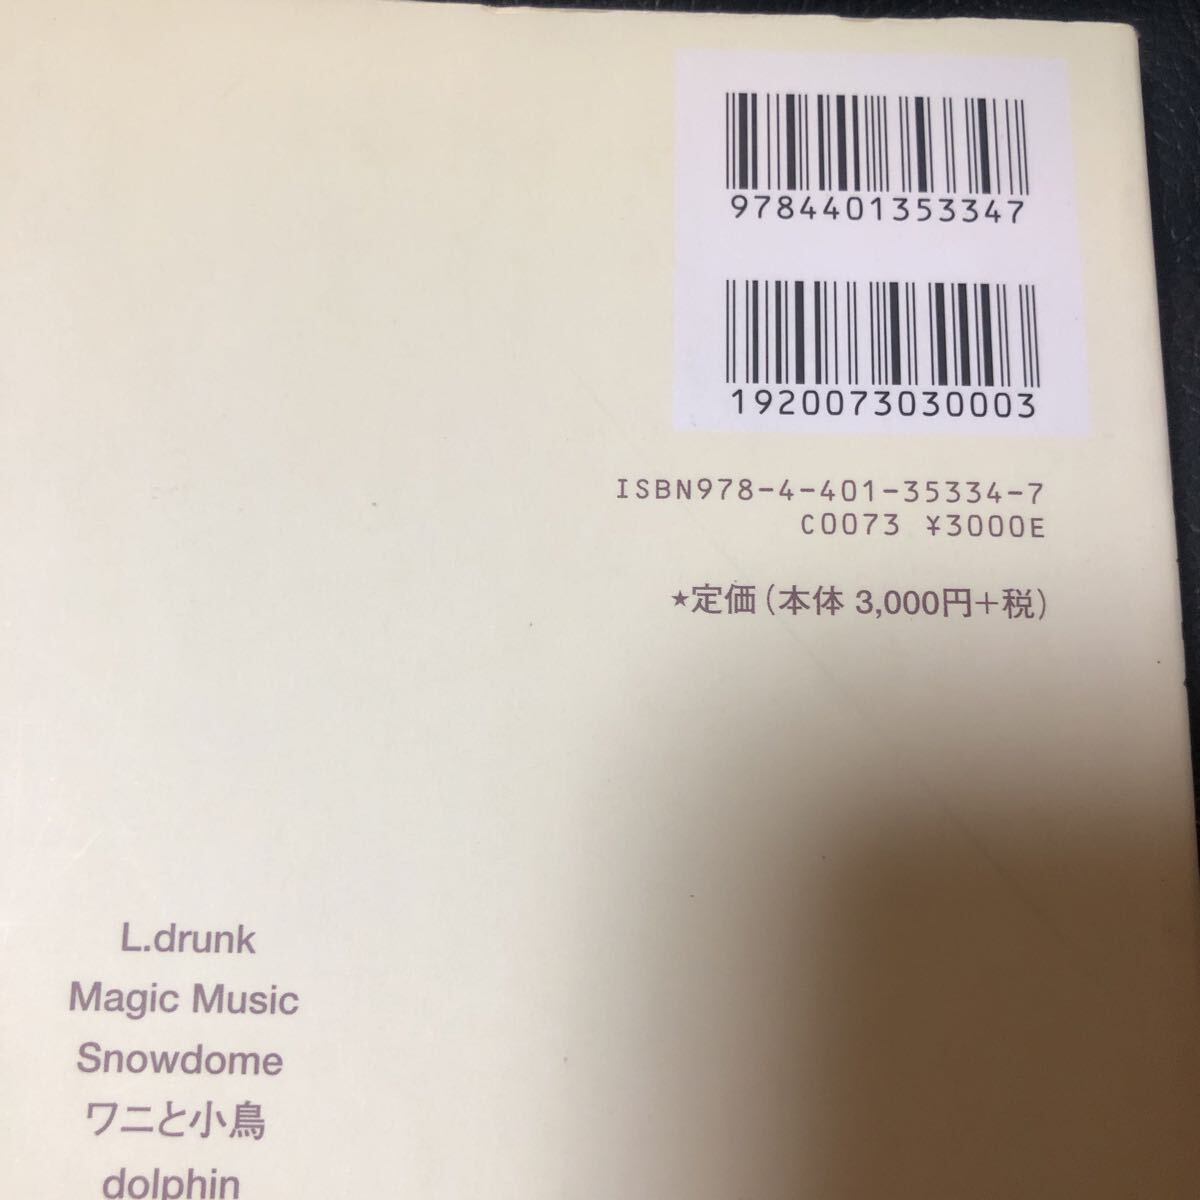 9784401353347
1920073030003
ISBN978-4-401-35334-7
C0073 ¥3000E
★定価(本体 3,000円+税)
L.drunk
Magic Music
Snowdome
ワニと小鳥
dolphin